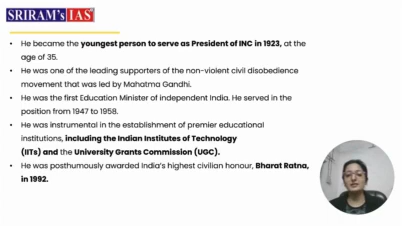 SRIRAM's IAS
• He became the youngest person to serve as President of INC in 1923, at the
age of 35.
• He was one of the leading supporters of the non-violent civil disobedience
movement that was led by Mahatma Gandhi.
• He was the first Education Minister of independent India. He served in the
position from 1947 to 1958.
• He was instrumental in the establishment of premier educational
institutions, including the Indian Institutes of Technology
(IITs) and the University Grants Commission (UGC).
• He was posthumously awarded India's highest civilian honour, Bharat Ratna,
in 1992.